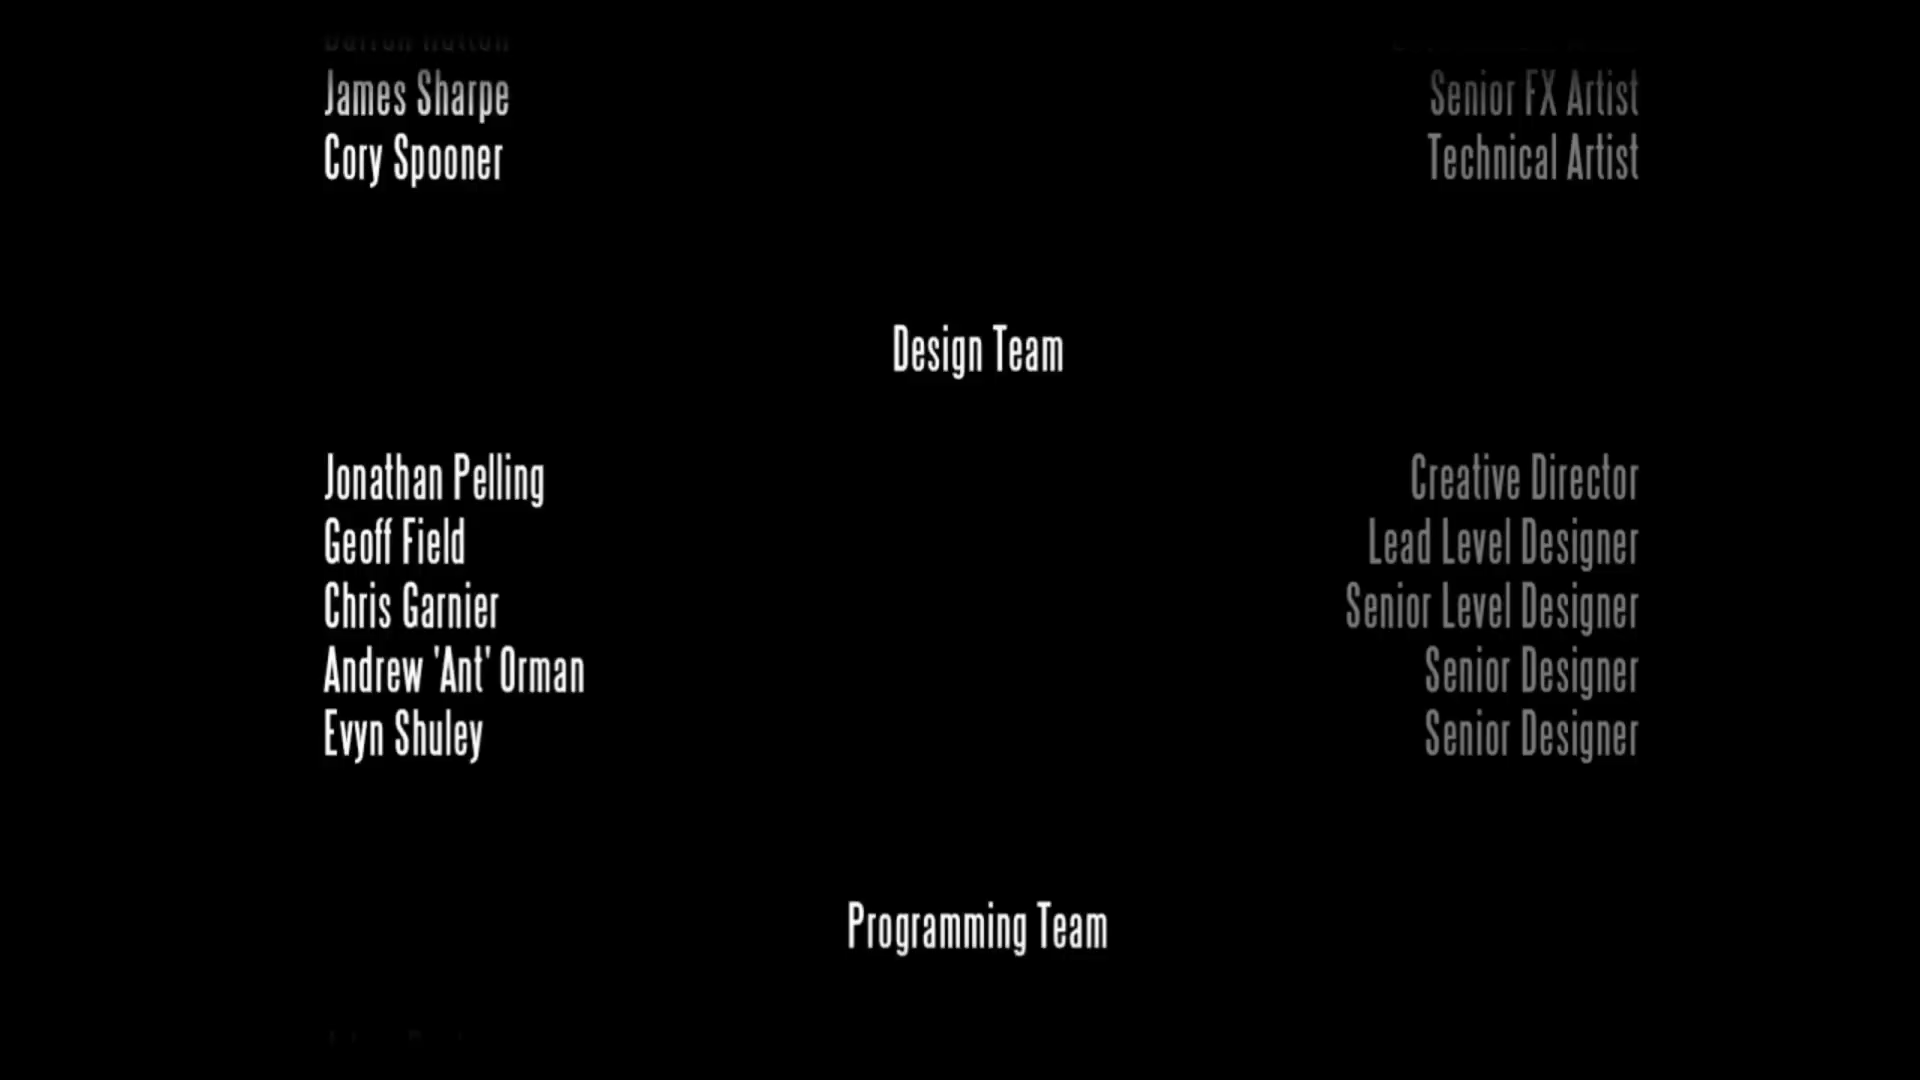 James Sharpe Senior FX Artist
Cory Spooner Technical Artist
Design Team
Jonathan Pelling Creative Director
Geoff Field Lead Level Designer
Chris Garnier Senior Level Designer
Andrew 'Ant' Orman Senior Designer
Evyn Shuley Senior Designer
Programming Team